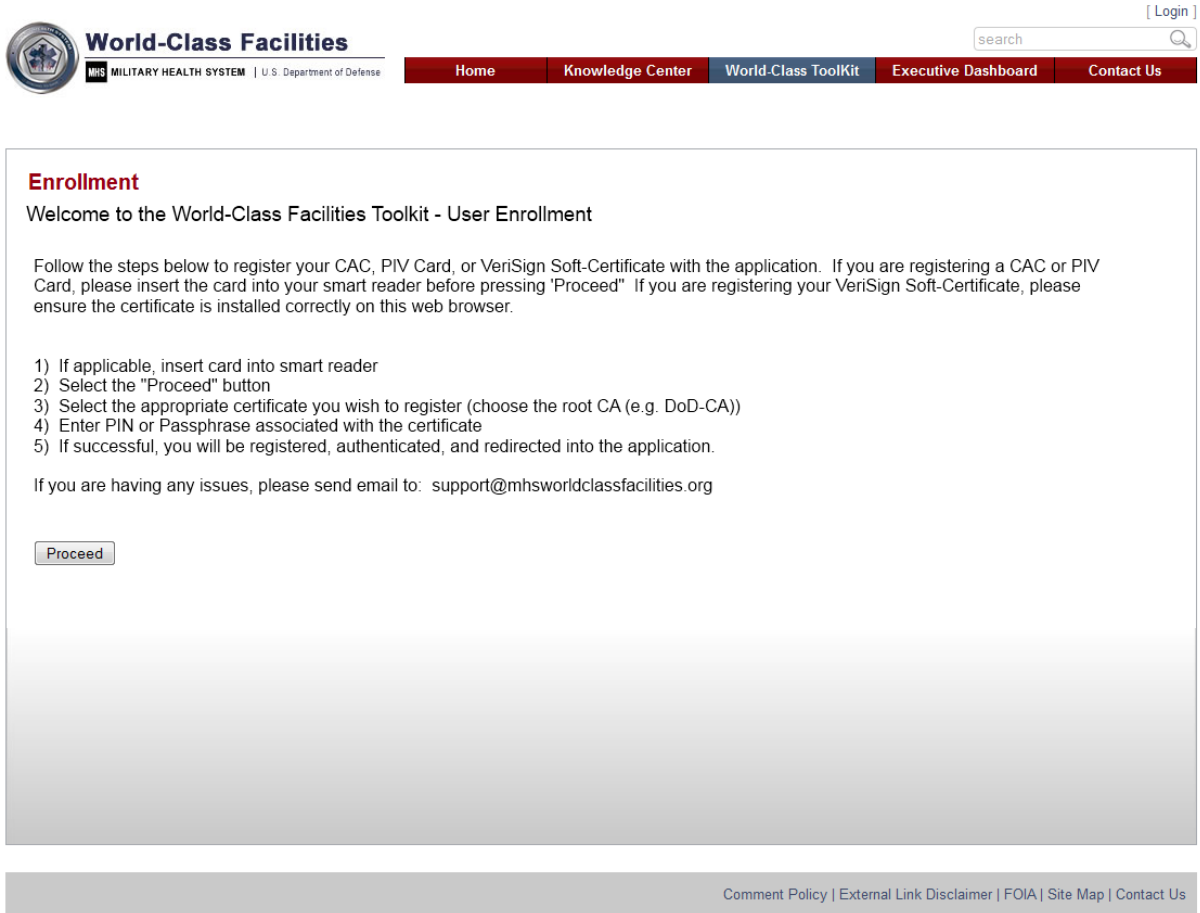 [ Login ]
World-Class Facilities
MHS MILITARY HEALTH SYSTEM | U.S. Department of Defense
search
Home Knowledge Center World-Class ToolKit Executive Dashboard Contact Us
Enrollment
Welcome to the World-Class Facilities Toolkit - User Enrollment
Follow the steps below to register your CAC, PIV Card, or VeriSign Soft-Certificate with the application. If you are registering a CAC or PIV
Card, please insert the card into your smart reader before pressing 'Proceed" If you are registering your VeriSign Soft-Certificate, please
ensure the certificate is installed correctly on this web browser.
1) If applicable, insert card into smart reader
2) Select the "Proceed" button
3) Select the appropriate certificate you wish to register (choose the root CA (e.g. DoD-CA))
4) Enter PIN or Passphrase associated with the certificate
5) If successful, you will be registered, authenticated, and redirected into the application.
If you are having any issues, please send email to: support@mhsworldclassfacilities.org
Proceed
Comment Policy | External Link Disclaimer | FOIA | Site Map | Contact Us